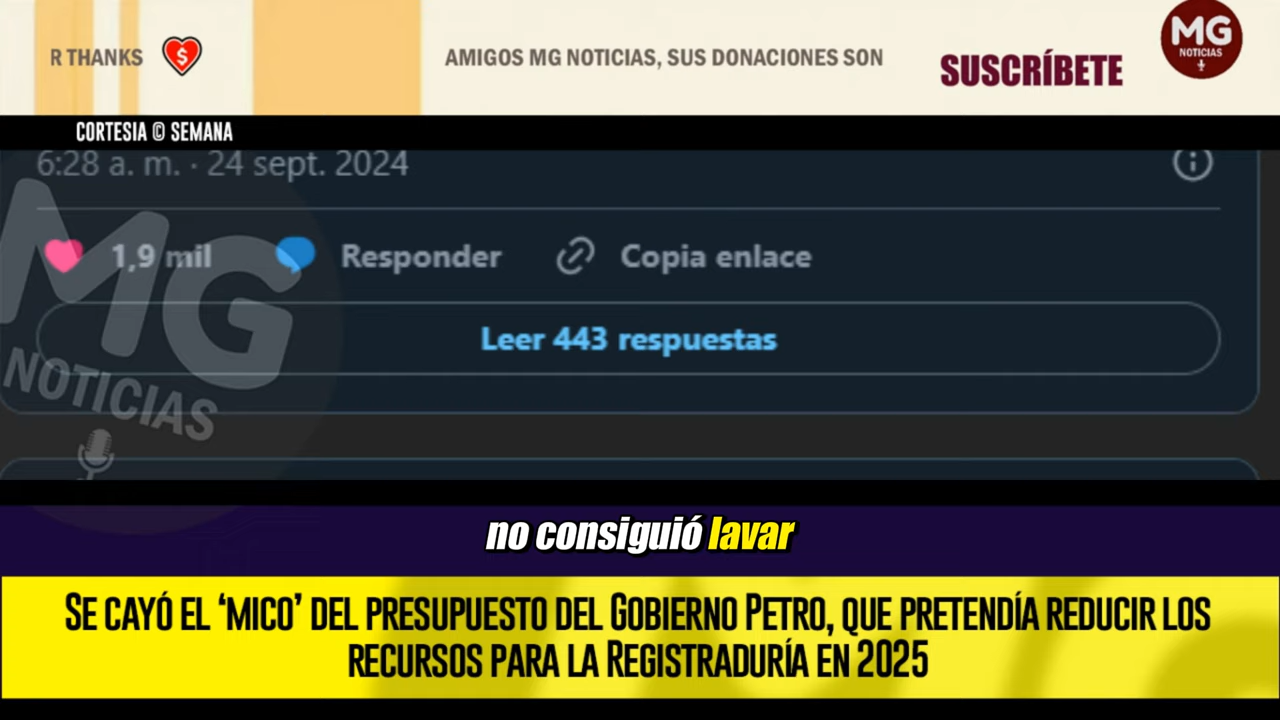 R THANKS
AMIGOS MG NOTICIAS, SUS DONACIONES SON
SUSCRÍBETE
MG
NOTICIAS
CORTESIA © SEMANA
6:28 a. m. · 24 sept. 2024
1,9 mil
Responder
Copia enlace
Leer 443 respuestas
MG
NOTICIAS
no consiguió lavar
SE CAYÓ EL ‘MICO’ DEL PRESUPUESTO DEL GOBIERNO PETRO, QUE PRETENDÍA REDUCIR LOS
RECURSOS PARA LA REGISTRADURÍA EN 2025